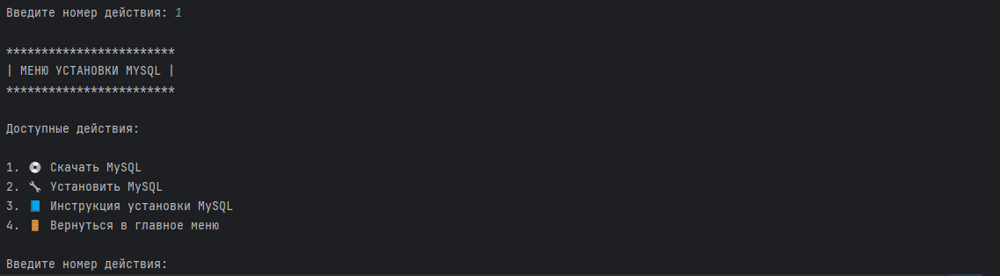 Введите номер действия: 1
************************
| МЕНЮ УСТАНОВКИ MYSQL |
************************
Доступные действия:
1. 💿 Скачать MySQL
2. 🔧 Установить MySQL
3. 📘 Инструкция установки MySQL
4. 🚪 Вернуться в главное меню
Введите номер действия: